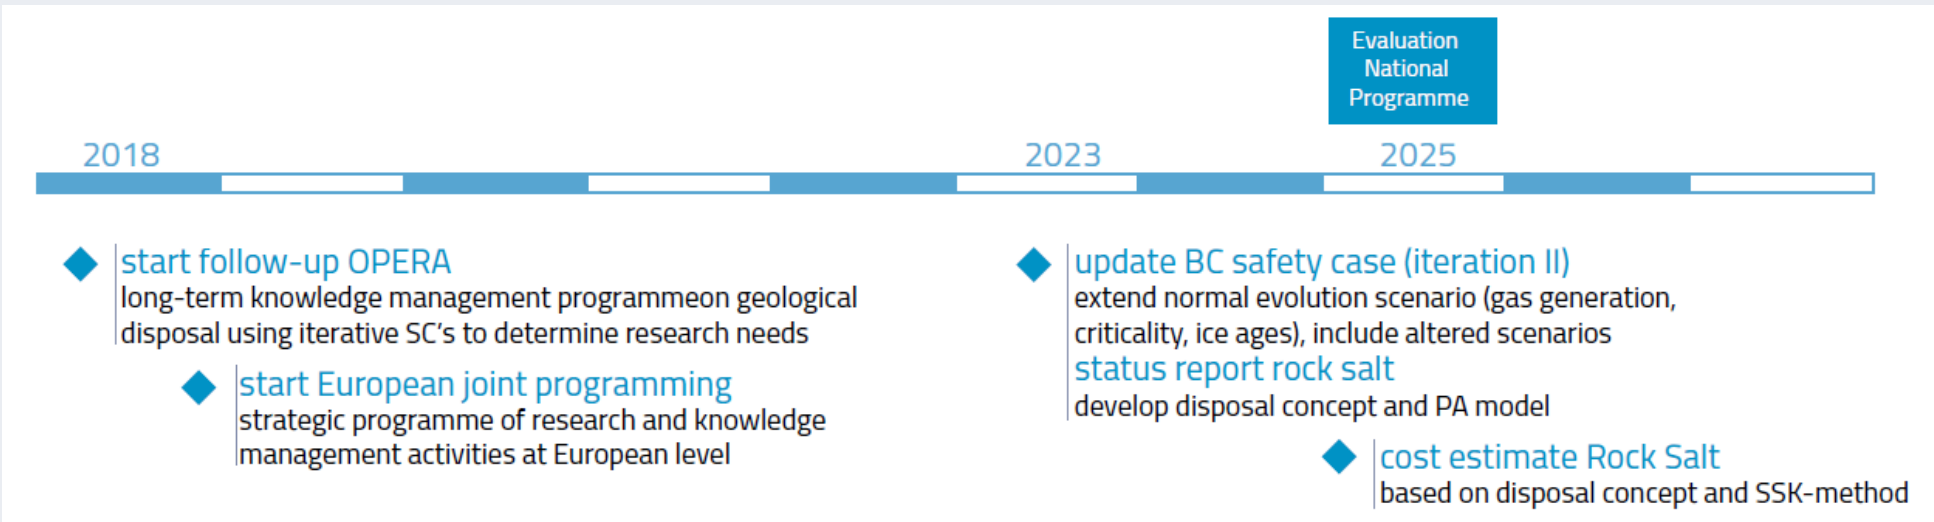 Evaluation
National
Programme
2018
2023
2025
start follow-up OPERA
long-term knowledge management programmeon geological
disposal using iterative SC's to determine research needs
start European joint programming
strategic programme of research and knowledge
management activities at European level
update BC safety case (iteration II)
extend normal evolution scenario (gas generation,
criticality, ice ages), include altered scenarios
status report rock salt
develop disposal concept and PA model
cost estimate Rock Salt
based on disposal concept and SSK-method